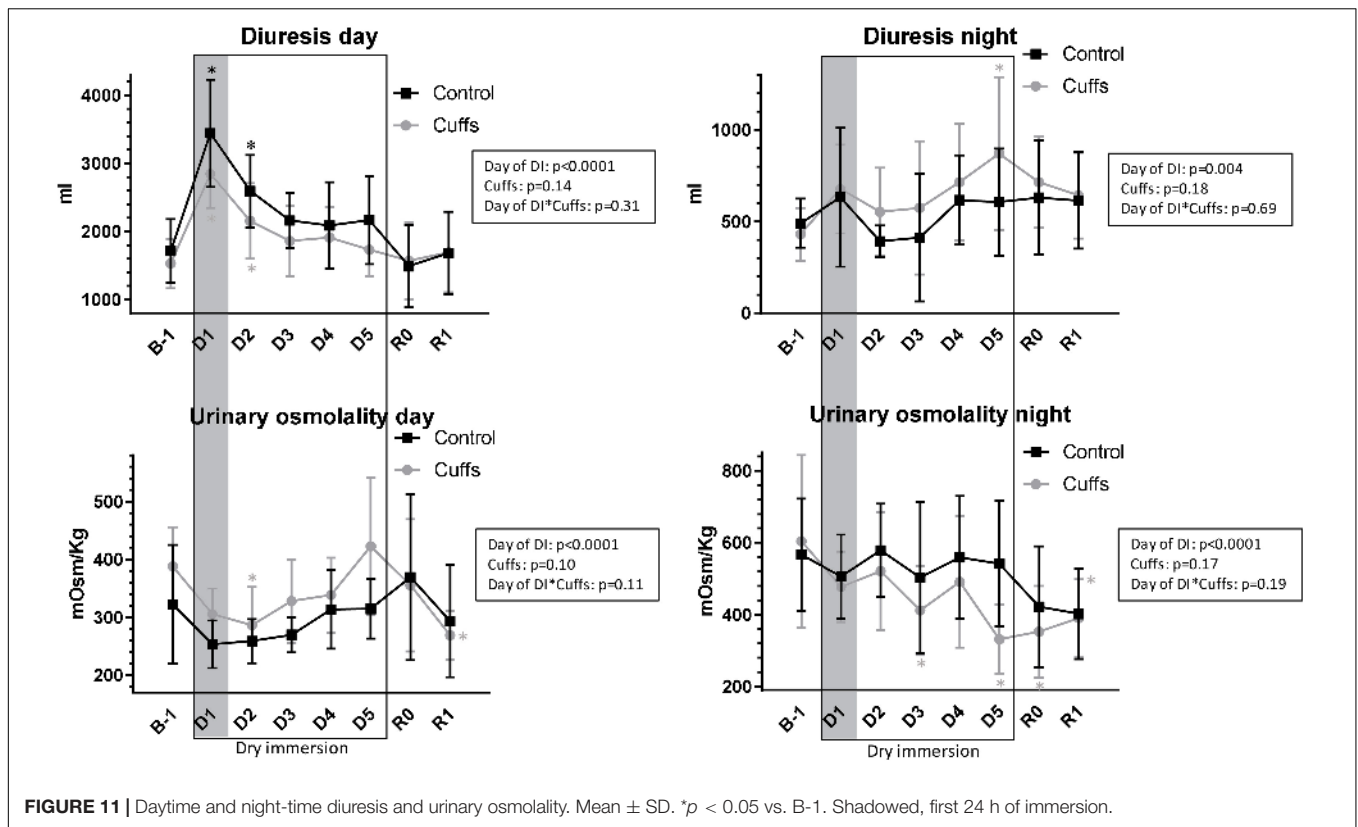 Diuresis day
ml
4000
3000
2000
1000
*
*
*
*
Control
Cuffs
Day of DI: p<0.0001
Cuffs: p=0.14
Day of DI*Cuffs: p=0.31
B-1 D1 D2 D3 D4 D5 R0 R1
Diuresis night
ml
1000
500
0
*
Control
Cuffs
Day of DI: p=0.004
Cuffs: p=0.18
Day of DI*Cuffs: p=0.69
B-1 D1 D2 D3 D4 D5 R0 R1
Urinary osmolality day
mOsm/Kg
500
400
300
200
*
*
Control
Cuffs
Day of DI: p<0.0001
Cuffs: p=0.10
Day of DI*Cuffs: p=0.11
B-1 D1 D2 D3 D4 D5 R0 R1
Dry immersion
Urinary osmolality night
mOsm/Kg
800
600
400
200
*
*
*
*
Control
Cuffs
Day of DI: p<0.0001
Cuffs: p=0.17
Day of DI*Cuffs: p=0.19
B-1 D1 D2 D3 D4 D5 R0 R1
Dry immersion
FIGURE 11 | Daytime and night-time diuresis and urinary osmolality. Mean ± SD. *p < 0.05 vs. B-1. Shadowed, first 24 h of immersion.